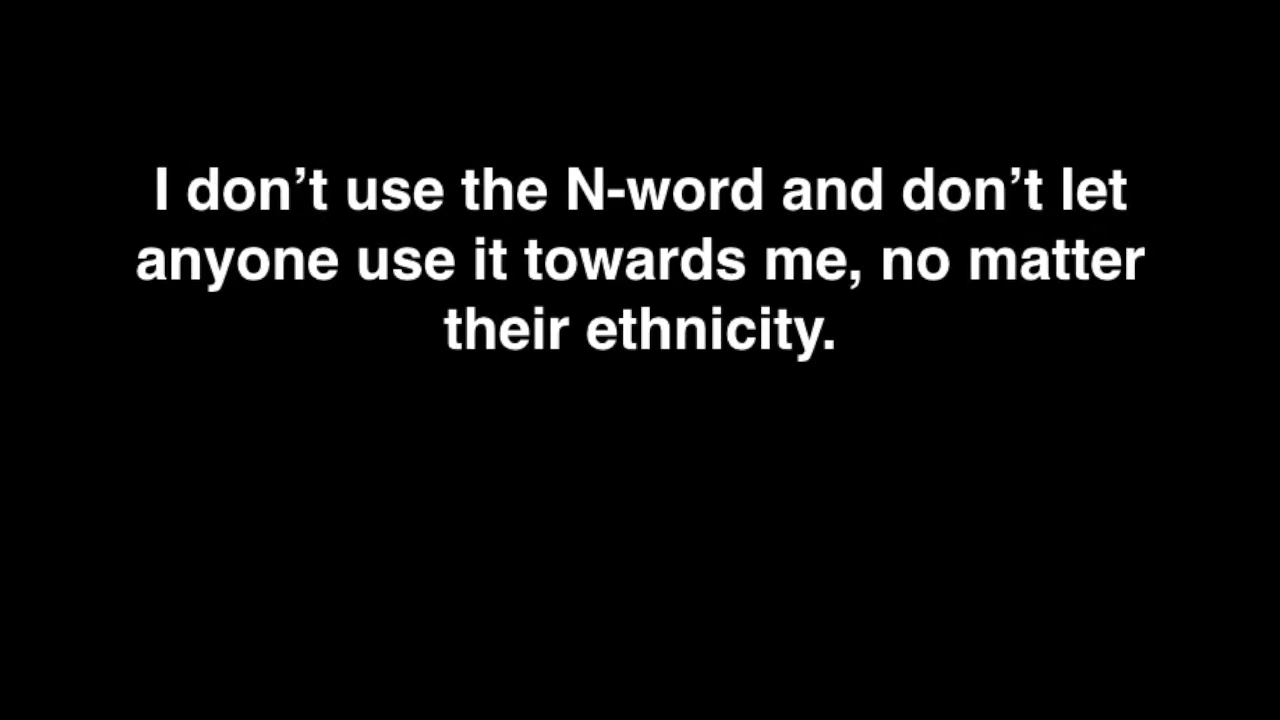 I don’t use the N-word and don’t let
anyone use it towards me, no matter
their ethnicity.